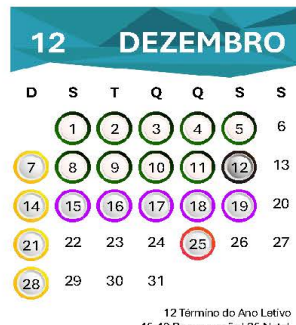 12 DEZEMBRO
D S T Q Q S S
1 2 3 4 5 6
7 8 9 10 11 12 13
14 15 16 17 18 19 20
21 22 23 24 25 26 27
28 29 30 31
12 Término do Ano Letivo